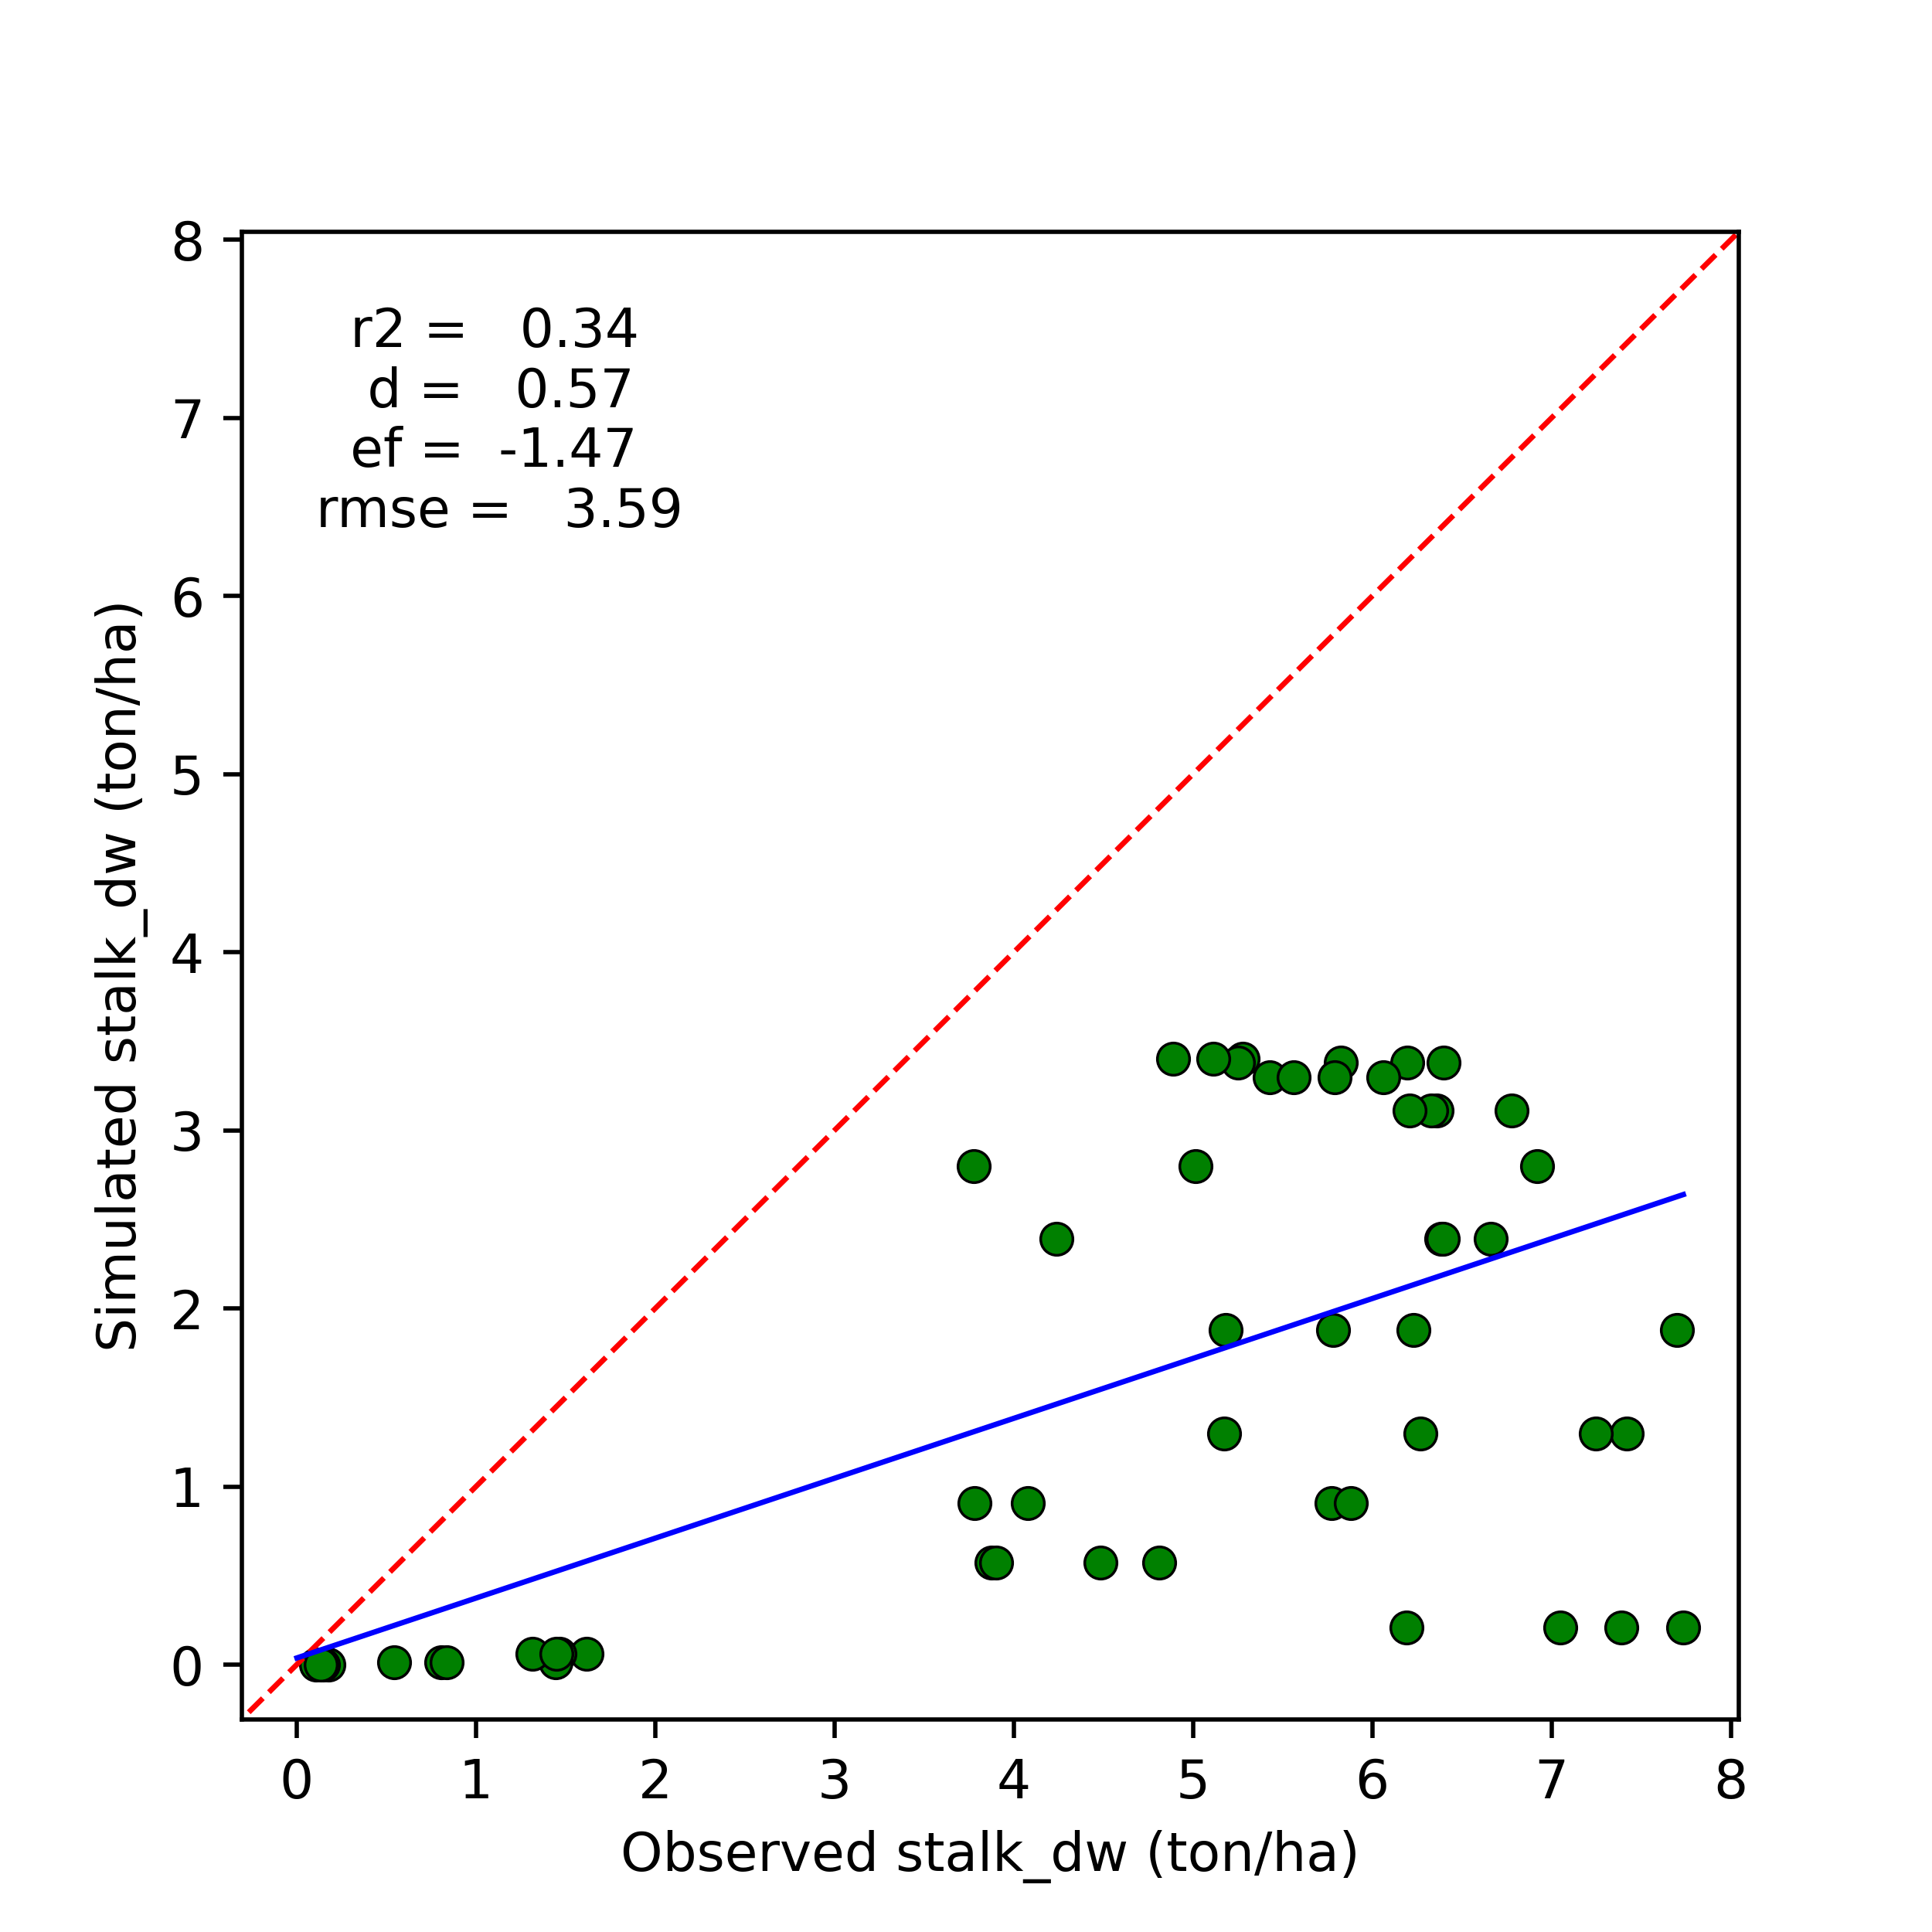 r2 = 0.34
d = 0.57
ef = -1.47
rmse = 3.59
8
7
6
5
4
3
2
1
0
Simulated stalk_dw (ton/ha)
0 1 2 3 4 5 6 7 8
Observed stalk_dw (ton/ha)